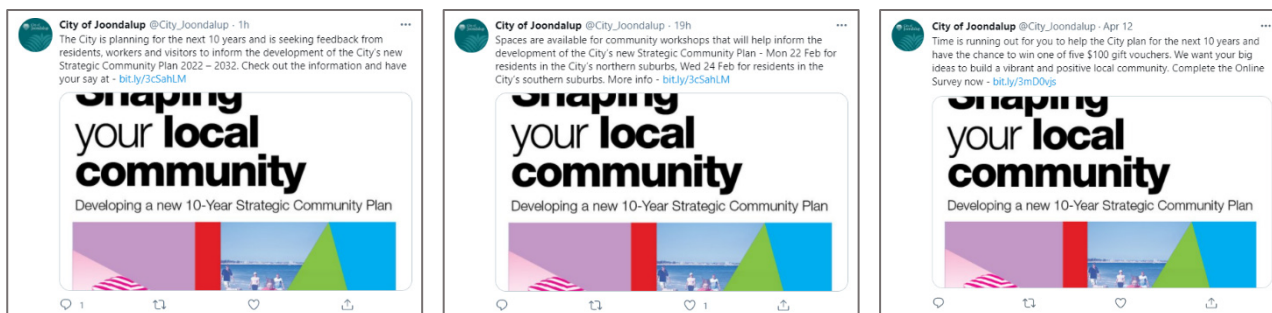 City of Joondalup @City_Joondalup · 1h
The City is planning for the next 10 years and is seeking feedback from
residents, workers and visitors to inform the development of the City's new
Strategic Community Plan 2022 – 2032. Check out the information and have
your say at - bit.ly/3cSahLM
Shaping
your local
community
Developing a new 10-Year Strategic Community Plan
1
City of Joondalup @City_Joondalup · 19h
Spaces are available for community workshops that will help inform the
development of the City's new Strategic Community Plan - Mon 22 Feb for
residents in the City's northern suburbs, Wed 24 Feb for residents in the
City's southern suburbs. More info - bit.ly/3cSahLM
Shaping
your local
community
Developing a new 10-Year Strategic Community Plan
1
City of Joondalup @City_Joondalup · Apr 12
Time is running out for you to help the City plan for the next 10 years and
have the chance to win one of five $100 gift vouchers. We want your big
ideas to build a vibrant and positive local community. Complete the Online
Survey now - bit.ly/3mD0vjs
Shaping
your local
community
Developing a new 10-Year Strategic Community Plan